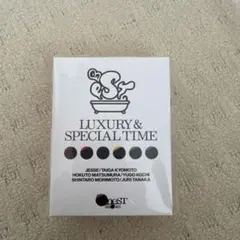 LUXURY &
SPECIAL TIME
JESSE / TAIGA KYOMOTO
HOKUTO MATSUMURA / YUGO KOCHI
SHINTARO MORIMOTO / JURI TANAKA